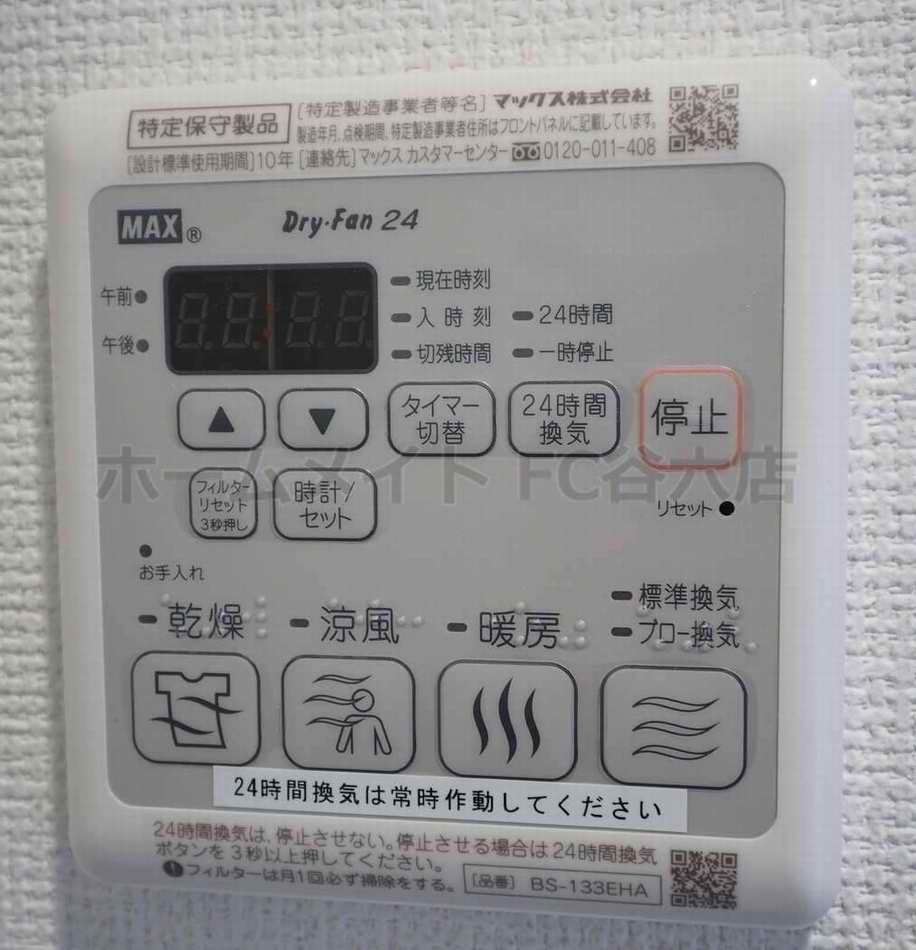 特定保守製品
[特定製造事業者等名] マックス株式会社
製造年月、点検期間、特定製造事業者住所はフロントパネルに記載しています。
[設計標準使用期間]10年 [連絡先]マックス カスタマーセンター 0120-011-408
MAX® Dry・Fan 24
午前
現在時刻
入時刻 24時間
午後
切残時間 一時停止
▲ ▼
タイマー
切替
24時間
換気
停止
フィルター
リセット
3秒押し
時計/
セット
リセット
ホームメイトFC谷六店
お手入れ
乾燥 涼風 暖房
標準換気
ブロー換気
24時間換気は常時作動してください
24時間換気は、停止させない。停止させる場合は24時間換気
ボタンを3秒以上押してください。
フィルターは月1回必ず掃除をする。 [品番] BS-133EHA